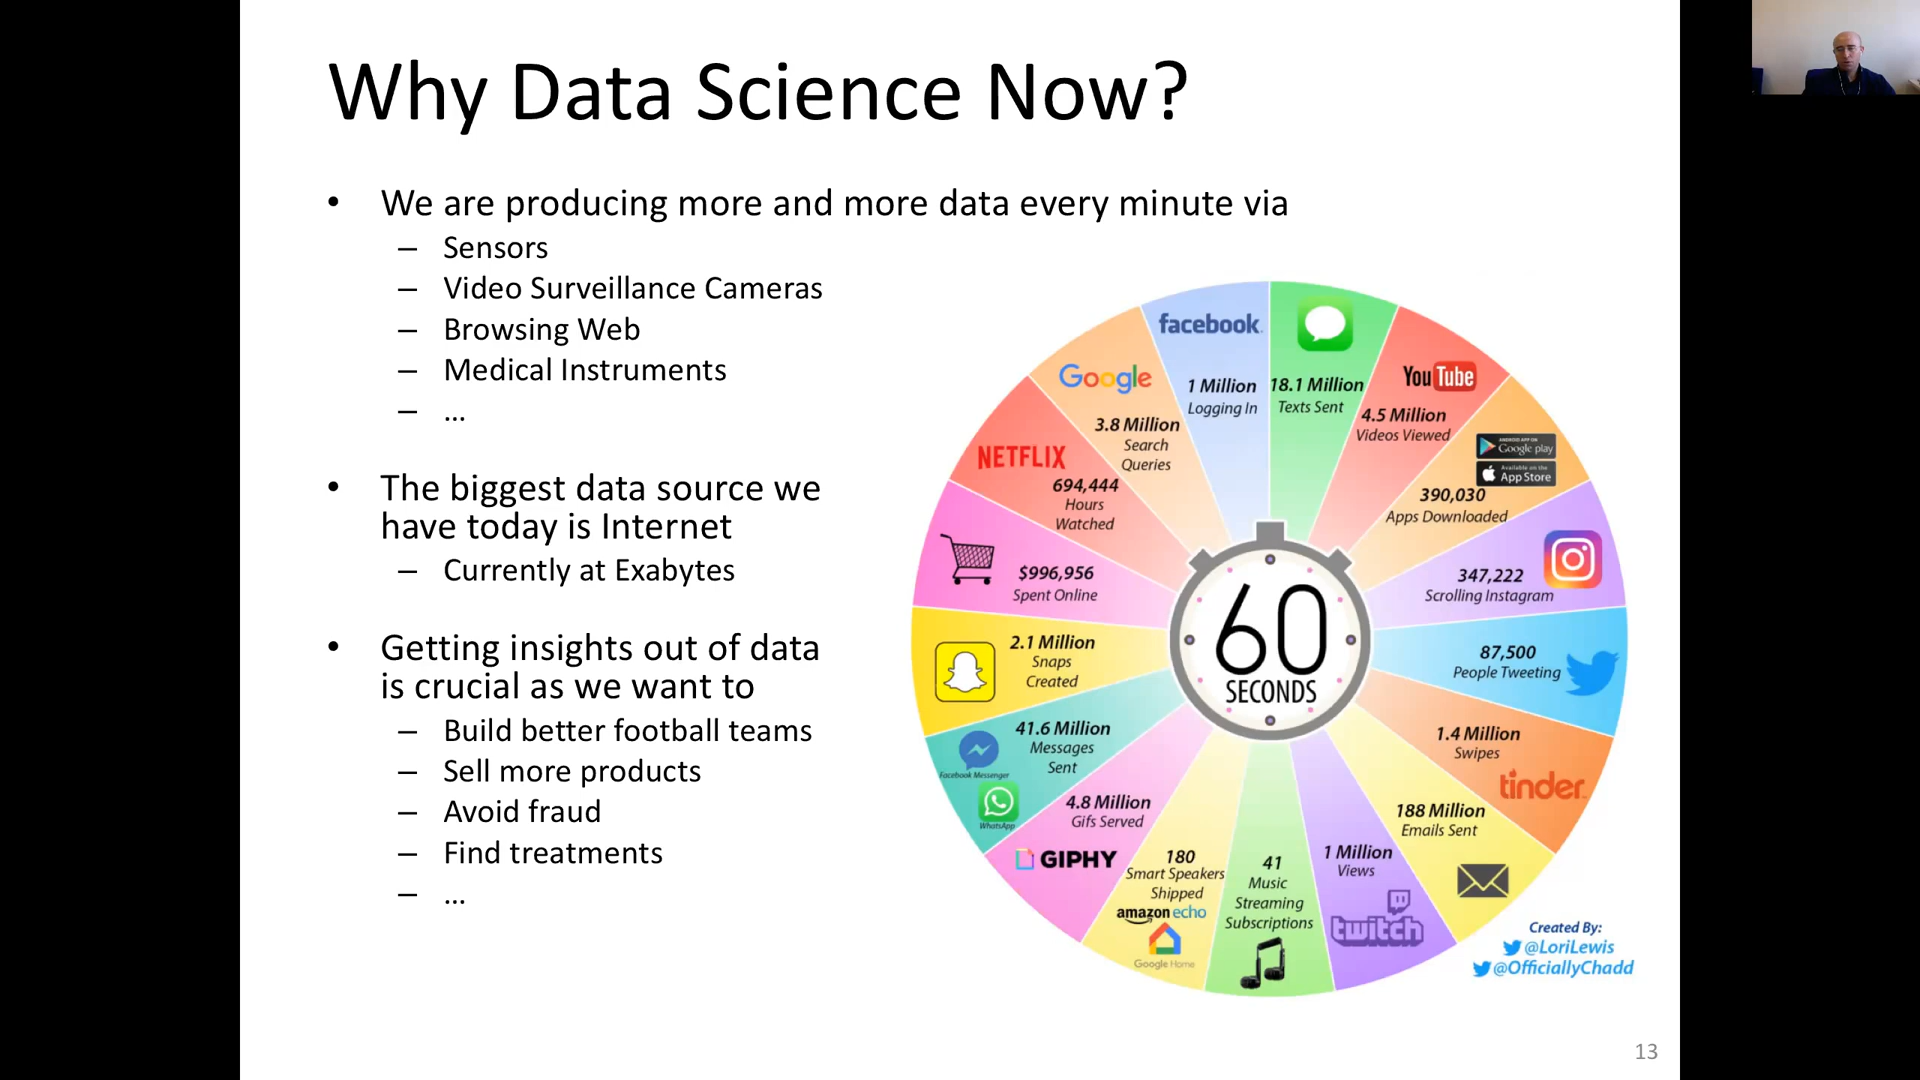 Why Data Science Now?
• We are producing more and more data every minute via
– Sensors
– Video Surveillance Cameras
– Browsing Web
– Medical Instruments
– ...
• The biggest data source we
have today is Internet
– Currently at Exabytes
• Getting insights out of data
is crucial as we want to
– Build better football teams
– Sell more products
– Avoid fraud
– Find treatments
– ...
facebook
1 Million
Logging In
18.1 Million
Texts Sent
YouTube
4.5 Million
Videos Viewed
ANDROID APP ON
Google play
Available on the
App Store
390,030
Apps Downloaded
347,222
Scrolling Instagram
87,500
People Tweeting
1.4 Million
Swipes
tinder
188 Million
Emails Sent
1 Million
Views
twitch
41
Music
Streaming
Subscriptions
180
Smart Speakers
Shipped
amazon echo
Google Home
4.8 Million
Gifs Served
GIPHY
41.6 Million
Messages
Sent
Facebook Messenger
WhatsApp
2.1 Million
Snaps
Created
$996,956
Spent Online
NETFLIX
694,444
Hours
Watched
Google
3.8 Million
Search
Queries
60
SECONDS
Created By:
@LoriLewis
@OfficiallyChadd
13